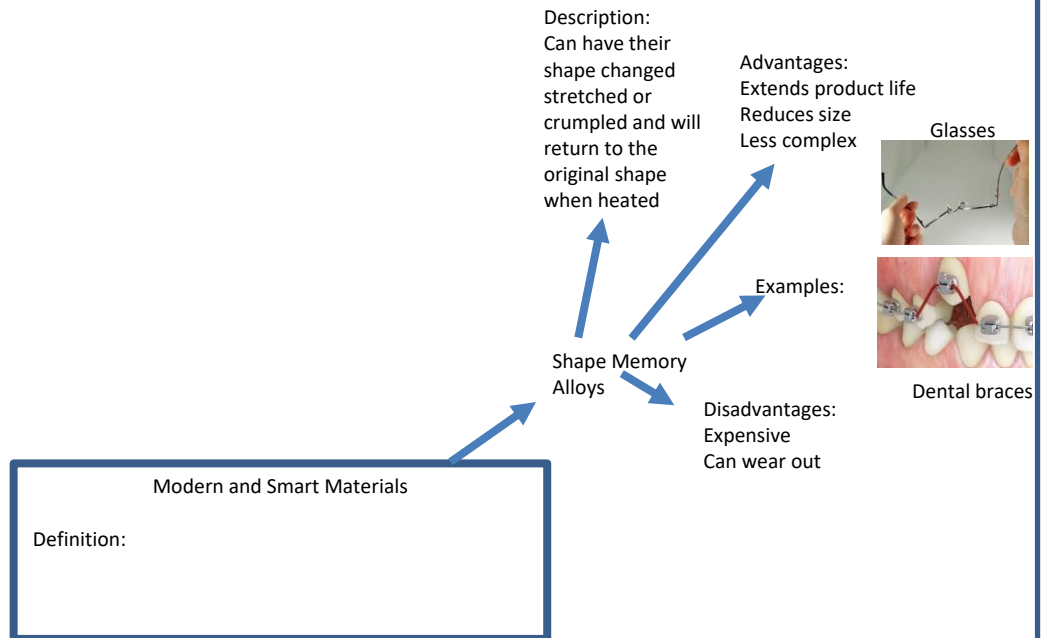 Description:
Can have their
shape changed
stretched or
crumpled and will
return to the
original shape
when heated
Advantages:
Extends product life
Reduces size
Less complex
Glasses
Examples:
Dental braces
Shape Memory
Alloys
Disadvantages:
Expensive
Can wear out
Modern and Smart Materials
Definition: